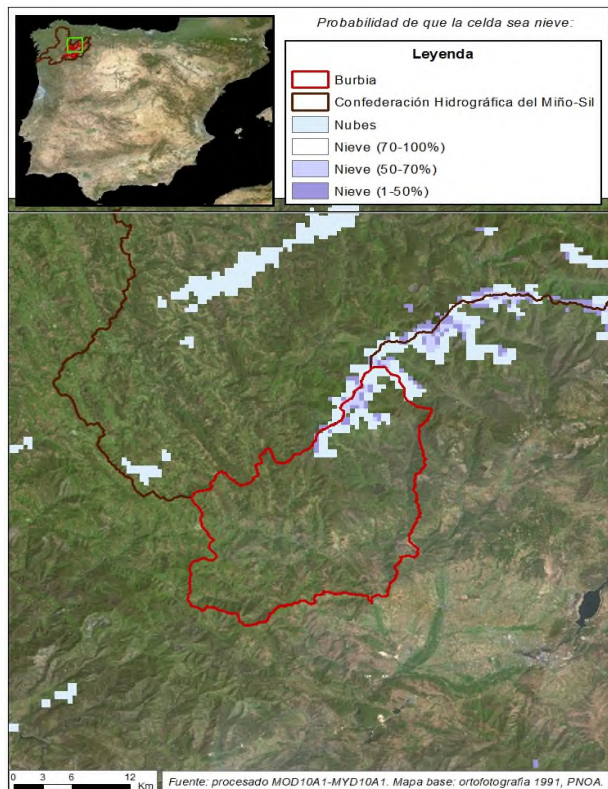 Probabilidad de que la celda sea nieve:
Leyenda
Burbia
Confederación Hidrográfica del Miño-Sil
Nubes
Nieve (70-100%)
Nieve (50-70%)
Nieve (1-50%)
0 3 6 12
Km
Fuente: procesado MOD10A1-MYD10A1. Mapa base: ortofotografía 1991, PNOA.